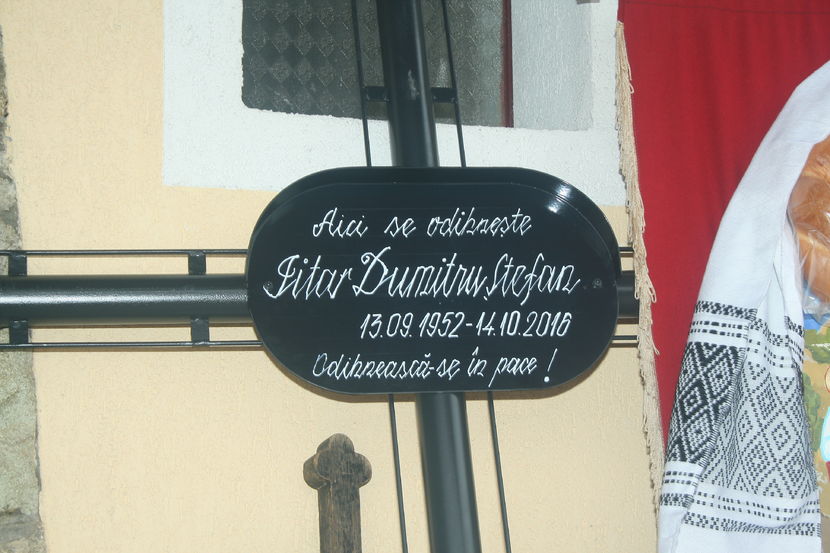 Aici se odihnește
Jitar Dumitru, Ștefan
13.09.1952-14.10.2016
Odihnească-se în pace!